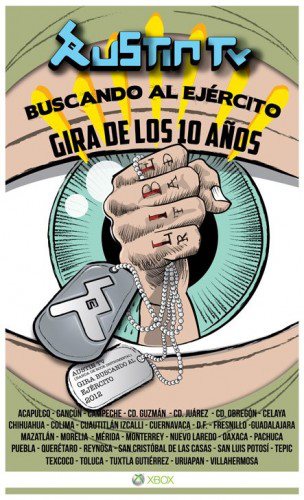 AUSTIN TV
BUSCANDO AL EJÉRCITO
GIRA DE LOS 10 AÑOS
LIBE
RTAD
AUSTIN TV
GIRA BUSCANDO AL
EJÉRCITO
2012
ACAPULCO - CANCÚN - CAMPECHE - CD. GUZMÁN - CD. JUÁREZ - CD. OBREGÓN - CELAYA
CHIHUAHUA - COLIMA - CUAUTITLÁN IZCALLI - CUERNAVACA - D.F. - FRESNILLO - GUADALAJARA
MAZATLÁN - MORELIA - MÉRIDA - MONTERREY - NUEVO LAREDO - OAXACA - PACHUCA
PUEBLA - QUERETÁRO - REYNOSA - SAN CRISTÓBAL DE LAS CASAS - SAN LUIS POTOSÍ - TEPIC
TEXCOCO - TOLUCA - TUXTLA GUTIÉRREZ - URUAPAN - VILLAHERMOSA
XBOX